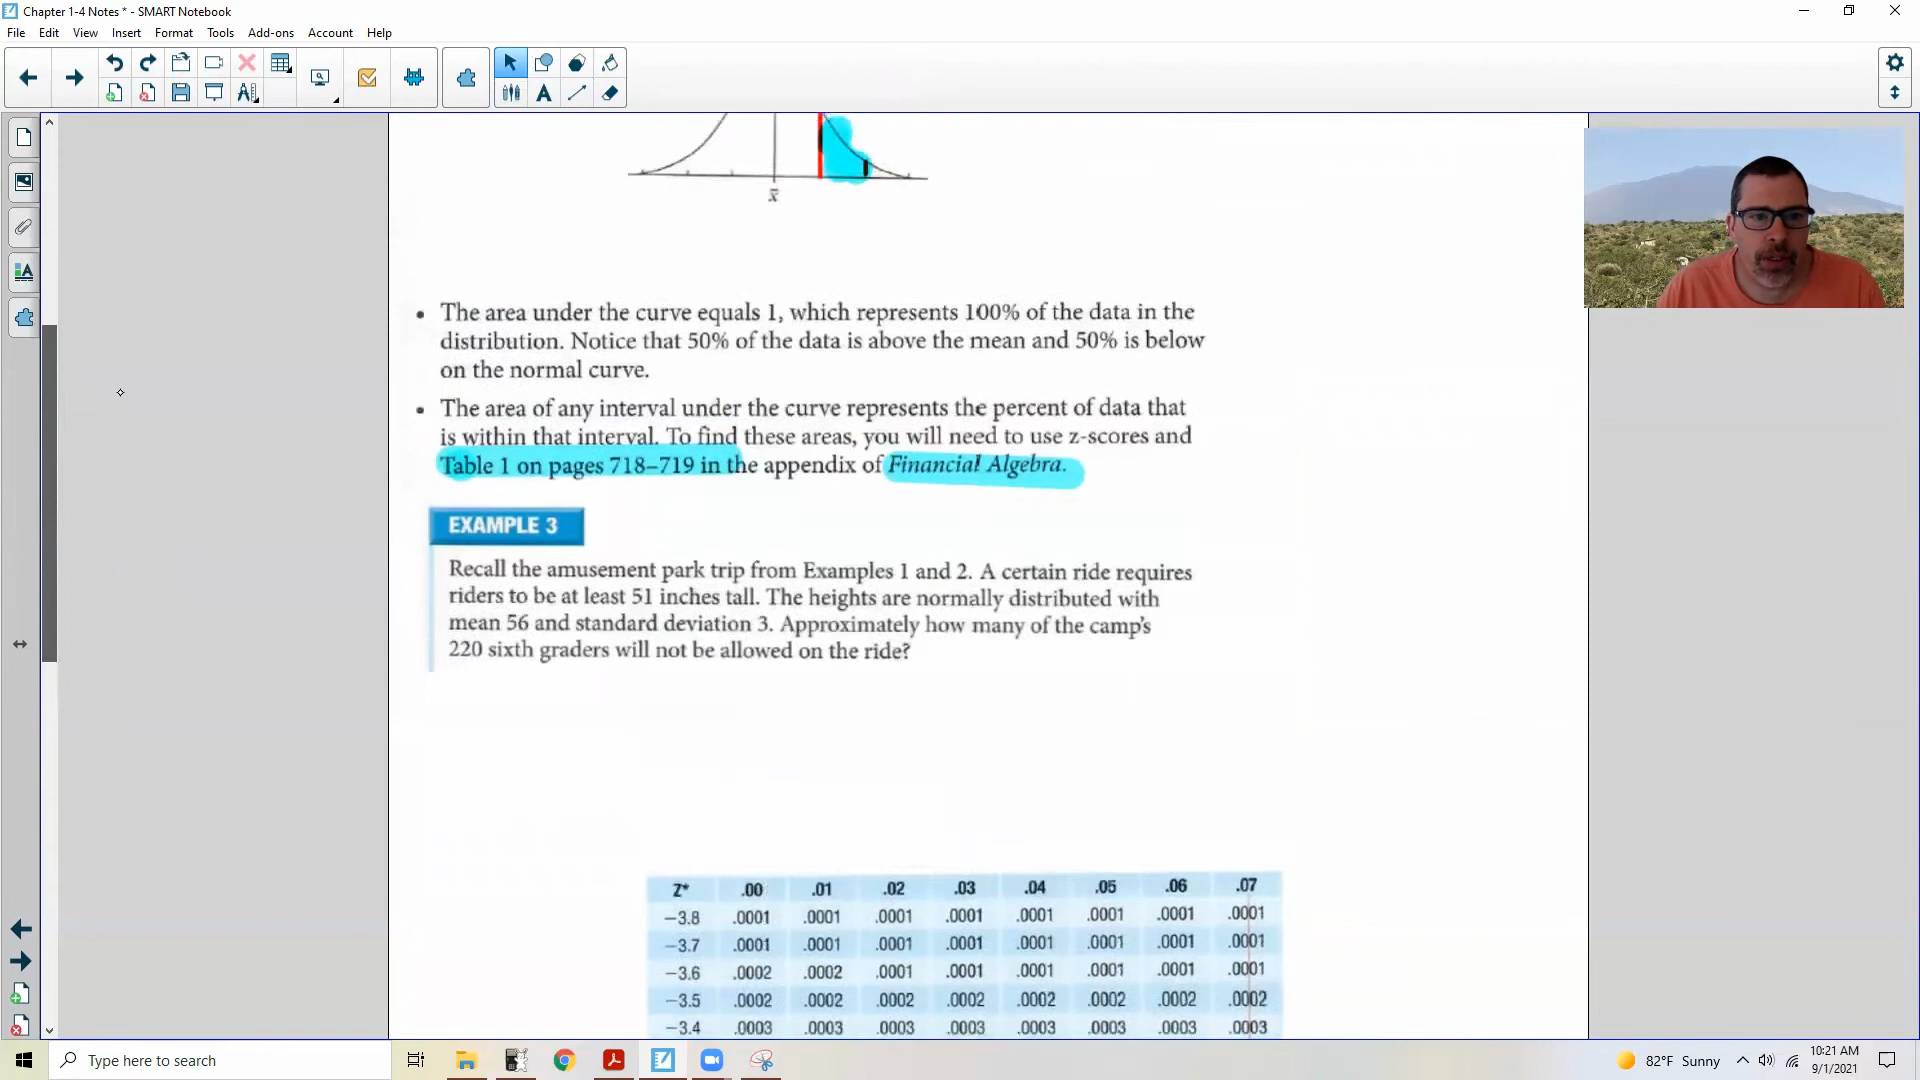 Chapter 1-4 Notes * - SMART Notebook
File Edit View Insert Format Tools Add-ons Account Help
x̄
• The area under the curve equals 1, which represents 100% of the data in the
distribution. Notice that 50% of the data is above the mean and 50% is below
on the normal curve.
• The area of any interval under the curve represents the percent of data that
is within that interval. To find these areas, you will need to use z-scores and
Table 1 on pages 718–719 in the appendix of Financial Algebra.
EXAMPLE 3
Recall the amusement park trip from Examples 1 and 2. A certain ride requires
riders to be at least 51 inches tall. The heights are normally distributed with
mean 56 and standard deviation 3. Approximately how many of the camp's
220 sixth graders will not be allowed on the ride?
Z* .00 .01 .02 .03 .04 .05 .06 .07
−3.8 .0001 .0001 .0001 .0001 .0001 .0001 .0001 .0001
−3.7 .0001 .0001 .0001 .0001 .0001 .0001 .0001 .0001
−3.6 .0002 .0002 .0001 .0001 .0001 .0001 .0001 .0001
−3.5 .0002 .0002 .0002 .0002 .0002 .0002 .0002 .0002
−3.4 .0003 .0003 .0003 .0003 .0003 .0003 .0003 .0003
Type here to search
82°F Sunny
10:21 AM
9/1/2021